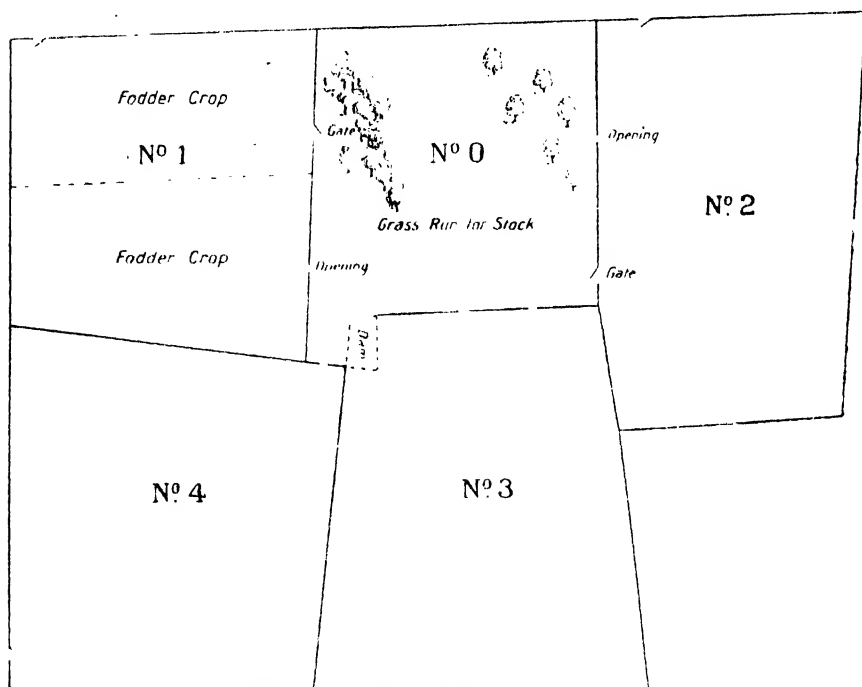 Fodder Crop
Nº 1
Fodder Crop
Gate
Nº 0
Grass Run for Stock
Opening
Opening
Gate
Nº 2
Dam
Nº 4
Nº 3